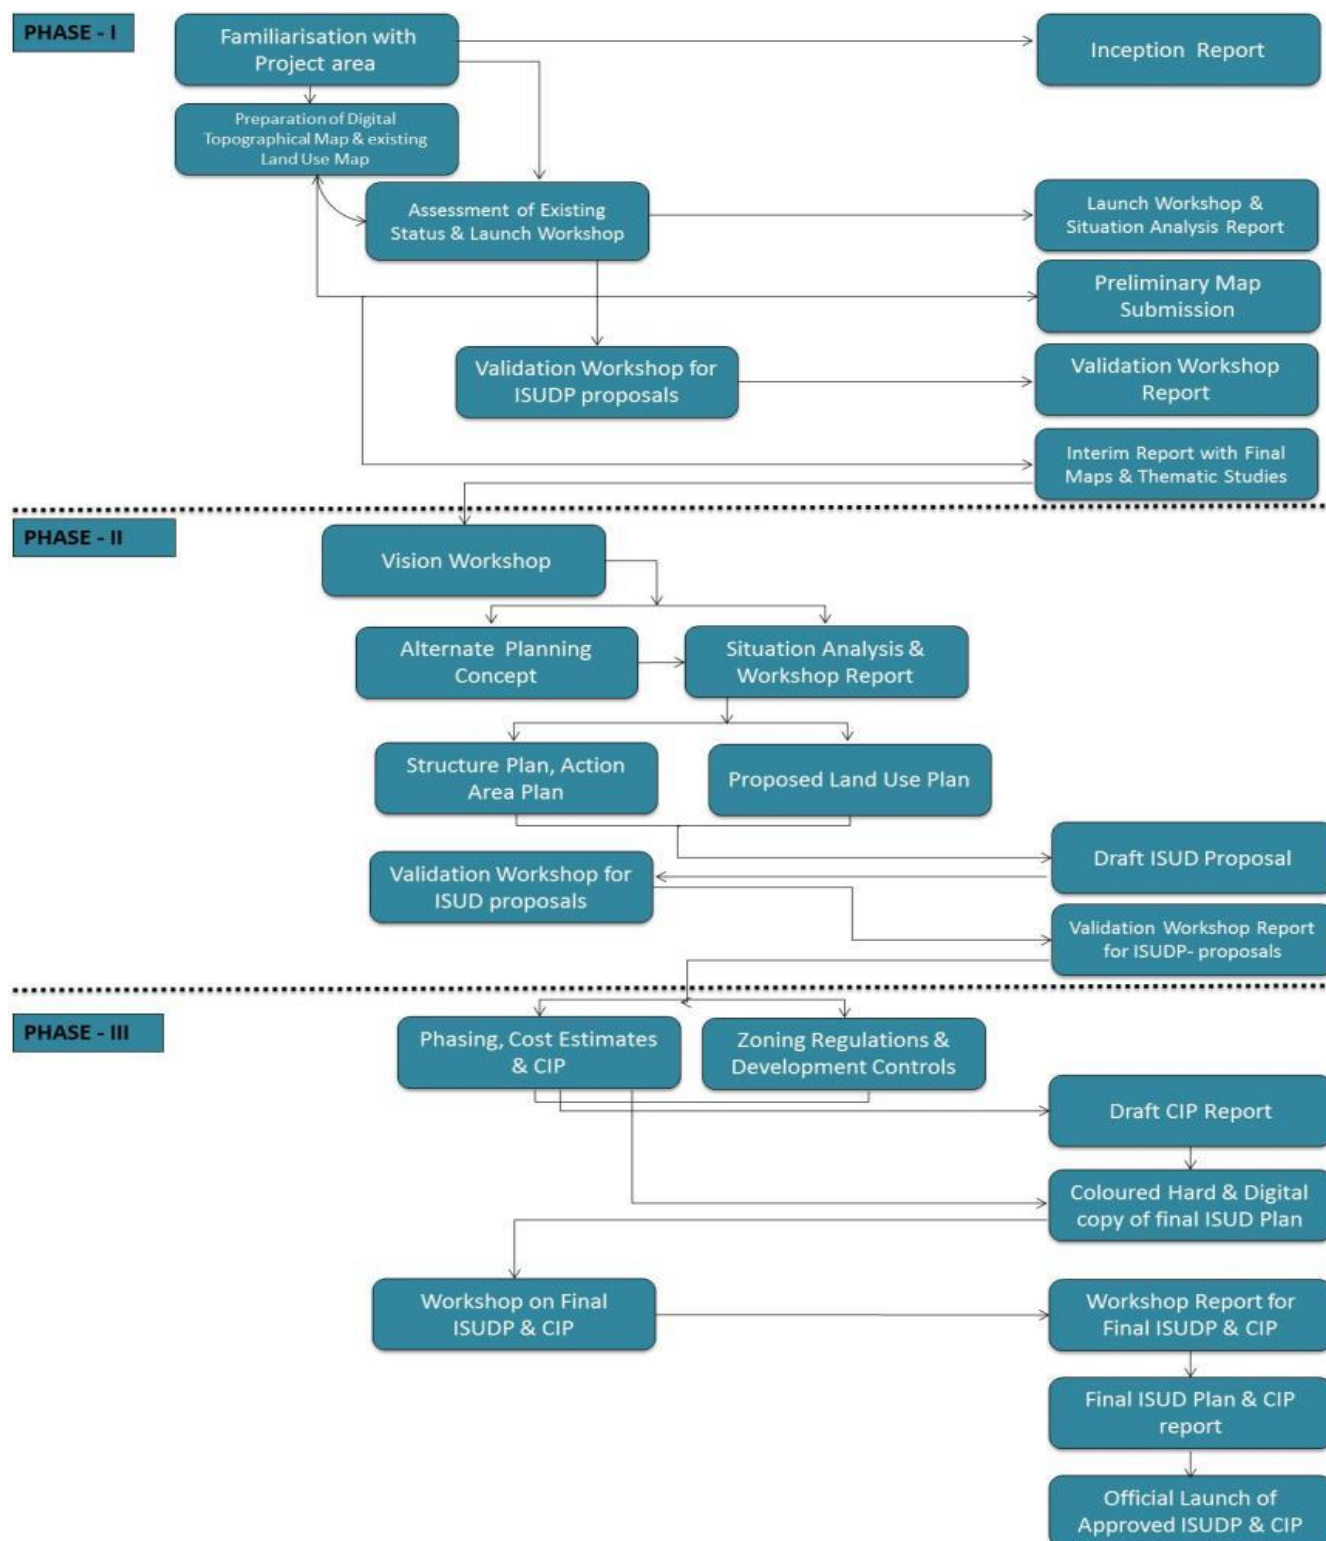 PHASE - I
Familiarisation with
Project area
Inception Report
Preparation of Digital
Topographical Map & existing
Land Use Map
Assessment of Existing
Status & Launch Workshop
Launch Workshop &
Situation Analysis Report
Preliminary Map
Submission
Validation Workshop for
ISUDP proposals
Validation Workshop
Report
Interim Report with Final
Maps & Thematic Studies
PHASE - II
Vision Workshop
Alternate Planning
Concept
Situation Analysis &
Workshop Report
Structure Plan, Action
Area Plan
Proposed Land Use Plan
Draft ISUD Proposal
Validation Workshop for
ISUD proposals
Validation Workshop Report
for ISUDP- proposals
PHASE - III
Phasing, Cost Estimates
& CIP
Zoning Regulations &
Development Controls
Draft CIP Report
Coloured Hard & Digital
copy of final ISUD Plan
Workshop on Final
ISUDP & CIP
Workshop Report for
Final ISUDP & CIP
Final ISUD Plan & CIP
report
Official Launch of
Approved ISUDP & CIP